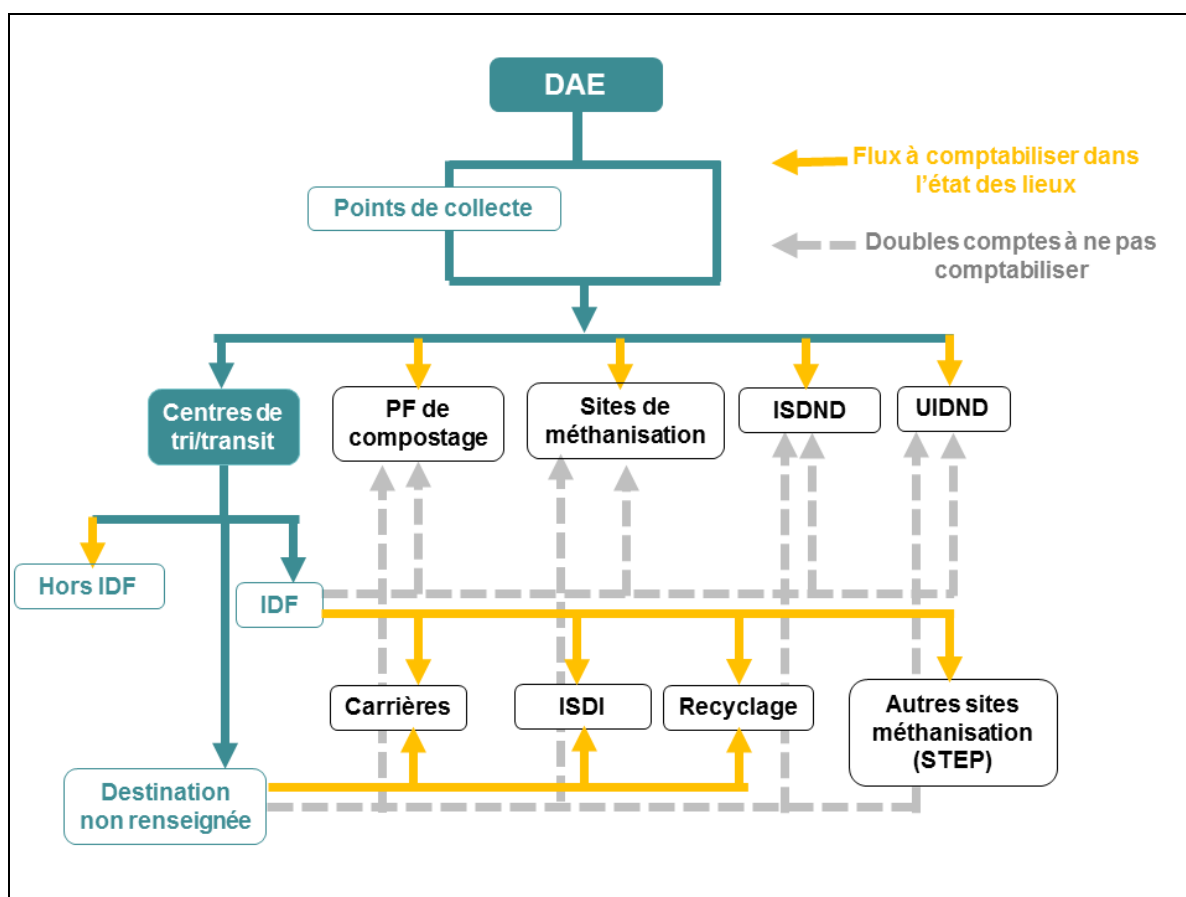 DAE
Flux à comptabiliser dans
l'état des lieux
Points de collecte
Doubles comptes à ne pas
comptabiliser
Centres de
tri/transit
PF de
compostage
Sites de
méthanisation
ISDND
UIDND
Hors IDF
IDF
Carrières
ISDI
Recyclage
Autres sites
méthanisation
(STEP)
Destination
non renseignée